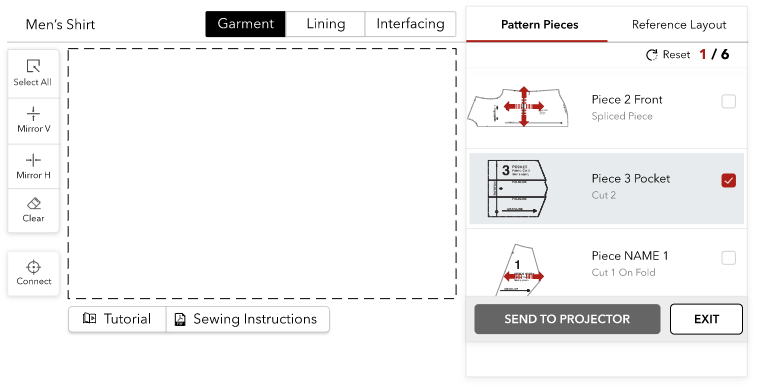 Men's Shirt
Garment
Lining
Interfacing
Pattern Pieces
Reference Layout
Reset
1 / 6
Select All
Mirror V
Mirror H
Clear
Connect
Piece 2 Front
Spliced Piece
3
POCKET
Piece 3 Pocket
Cut 2
1
Piece NAME 1
Cut 1 On Fold
Tutorial
Sewing Instructions
SEND TO PROJECTOR
EXIT